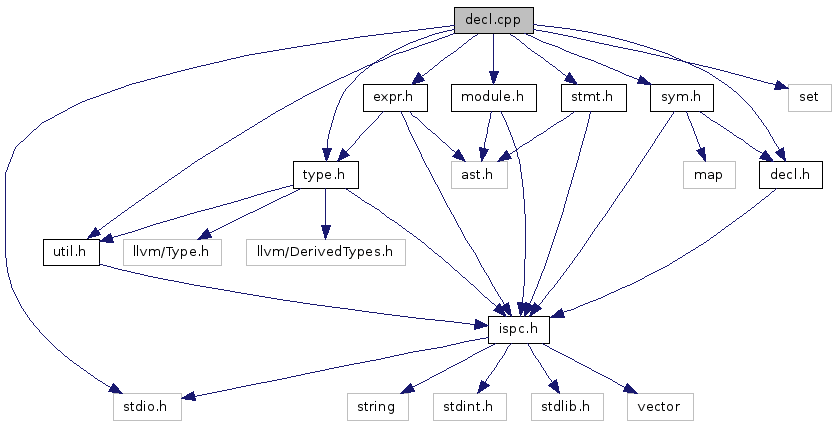 decl.cpp
expr.h
module.h
stmt.h
sym.h
set
type.h
ast.h
map
decl.h
util.h
llvm/Type.h
llvm/DerivedTypes.h
ispc.h
stdio.h
string
stdint.h
stdlib.h
vector